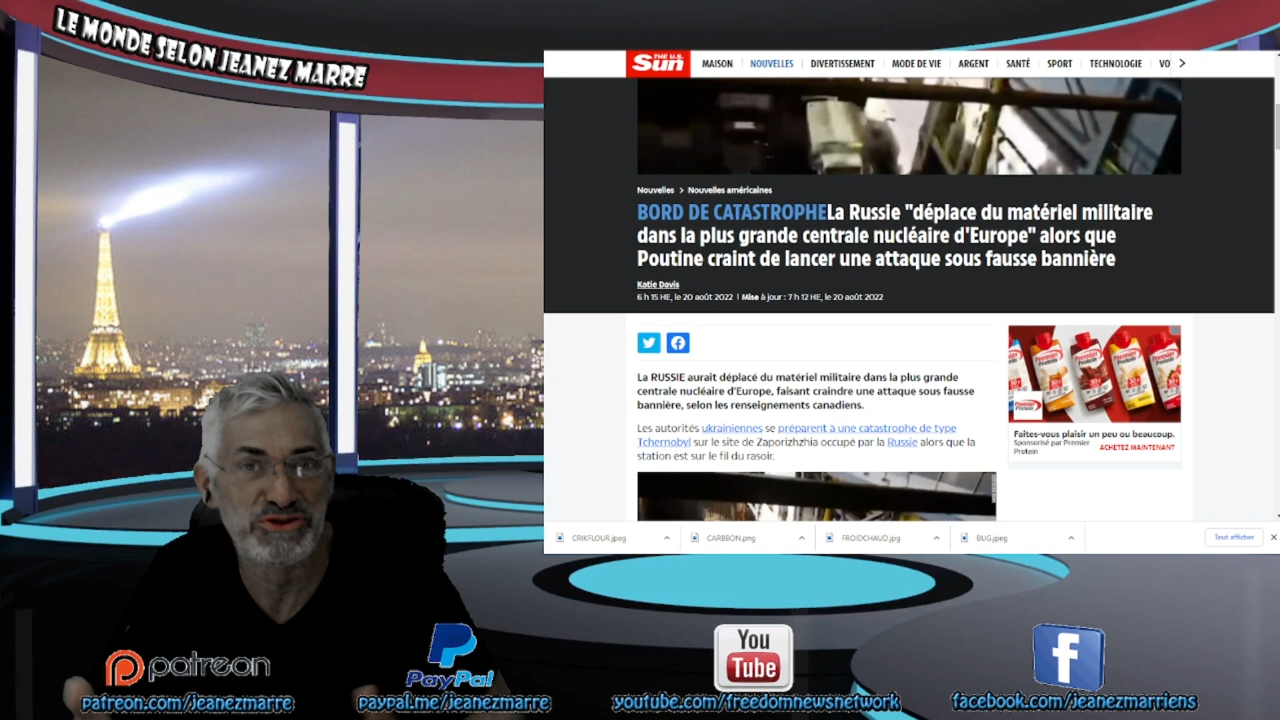 LE MONDE SELON JEANEZ MARRE
THE U.S. Sun
MAISON NOUVELLES DIVERTISSEMENT MODE DE VIE ARGENT SANTÉ SPORT TECHNOLOGIE VO
Nouvelles > Nouvelles américaines
BORD DE CATASTROPHELa Russie "déplace du matériel militaire
dans la plus grande centrale nucléaire d'Europe" alors que
Poutine craint de lancer une attaque sous fausse bannière
Katie Davis
6 h 15 HE, le 20 août 2022 | Mise à jour : 7 h 12 HE, le 20 août 2022
La RUSSIE aurait déplacé du matériel militaire dans la plus grande
centrale nucléaire d'Europe, faisant craindre une attaque sous fausse
bannière, selon les renseignements canadiens.
Les autorités ukrainiennes se préparent à une catastrophe de type
Tchernobyl sur le site de Zaporizhzhia occupé par la Russie alors que la
station est sur le fil du rasoir.
Premier Protein
Faites-vous plaisir un peu ou beaucoup.
Sponsorisé par Premier
Protein
ACHETEZ MAINTENANT
CRIKFLOUR.jpeg
CARBBON.png
FROIDCHAUD.jpg
BUG.jpeg
Tout afficher
patreon
patreon.com/jeanezmarre
PayPal
paypal.me/jeanezmarre
You
Tube
youtube.com/freedomnewsnetwork
f
facebook.com/jeanezmarriens